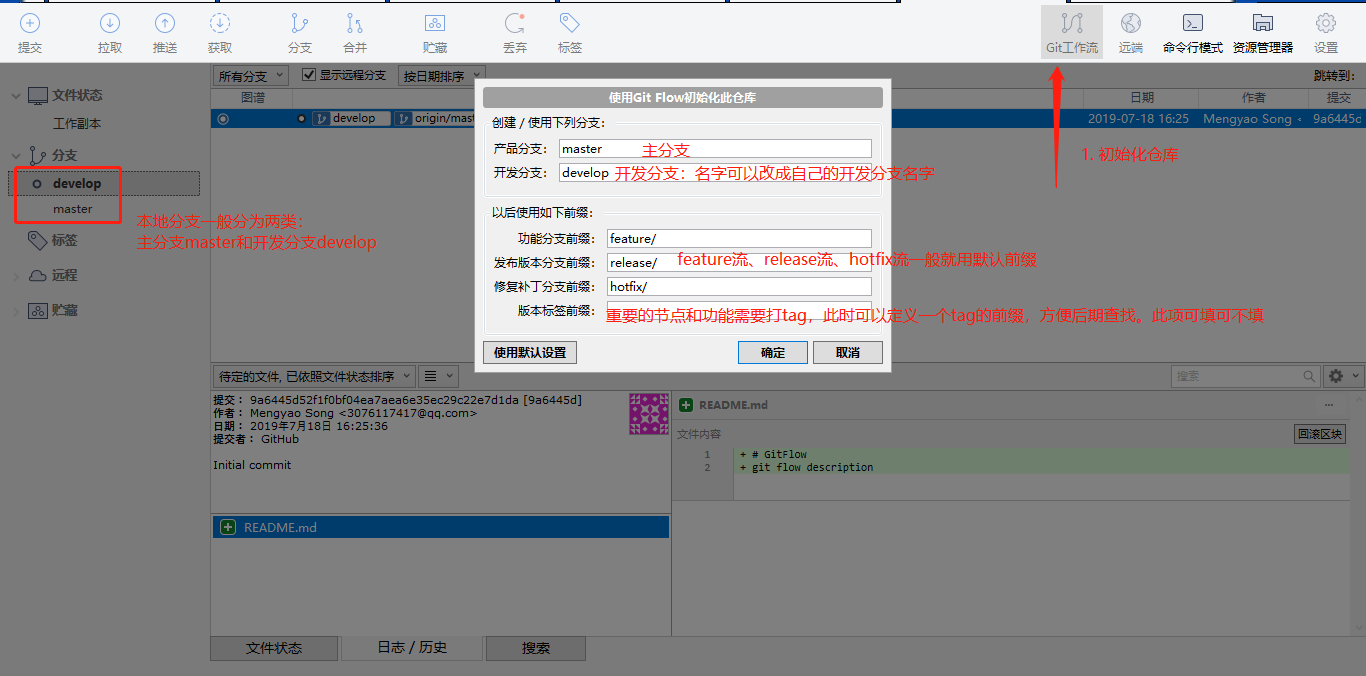 提交 拉取 推送 获取 分支 合并 贮藏 丢弃 标签 Git工作流 远端 命令行模式 资源管理器 设置
所有分支 显示远程分支 按日期排序 跳转到:
图谱 日期 作者 提交
develop origin/mast 2019-07-18 16:25 Mengyao Song < 9a6445c
文件状态
工作副本
分支
develop
master
标签
远程
贮藏
本地分支一般分为两类:
主分支master和开发分支develop
1. 初始化仓库
使用Git Flow初始化此仓库
创建 / 使用下列分支:
产品分支: master 主分支
开发分支: develop 开发分支: 名字可以改成自己的开发分支名字
以后使用如下前缀:
功能分支前缀: feature/
发布版本分支前缀: release/ feature流、release流、hotfix流一般就用默认前缀
修复补丁分支前缀: hotfix/
版本标签前缀: 重要的节点和功能需要打tag，此时可以定义一个tag的前缀，方便后期查找。此项可填可不填
使用默认设置 确定 取消
待定的文件, 已依照文件状态排序 搜索
提交: 9a6445d52f1f0bf04ea7aea6e35ec29c22e7d1da [9a6445d]
作者: Mengyao Song <3076117417@qq.com>
日期: 2019年7月18日 16:25:36
提交者: GitHub
Initial commit
README.md
README.md ...
文件内容 回滚区块
1 + # GitFlow
2 + git flow description
文件状态 日志 / 历史 搜索